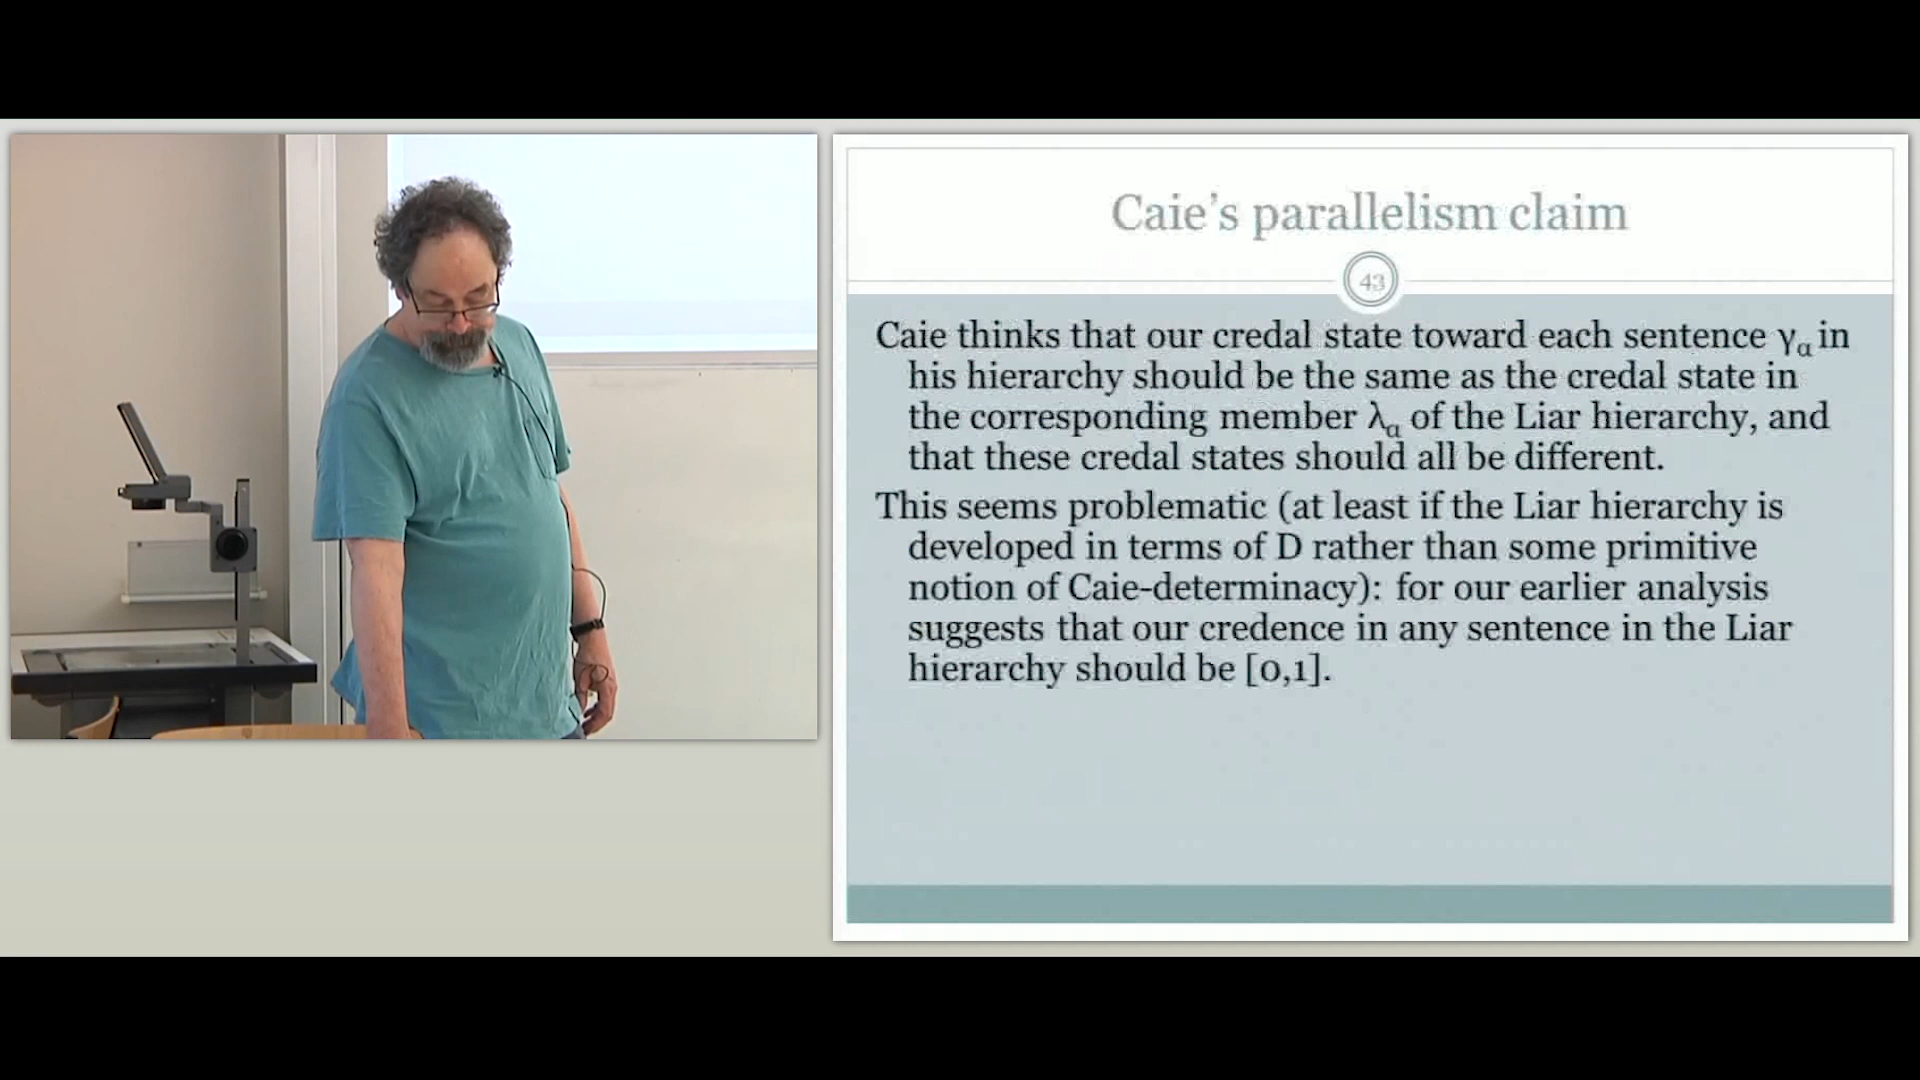 Caie's parallelism claim
43
Caie thinks that our credal state toward each sentence γα in
his hierarchy should be the same as the credal state in
the corresponding member λα of the Liar hierarchy, and
that these credal states should all be different.
This seems problematic (at least if the Liar hierarchy is
developed in terms of D rather than some primitive
notion of Caie-determinacy): for our earlier analysis
suggests that our credence in any sentence in the Liar
hierarchy should be [0,1].